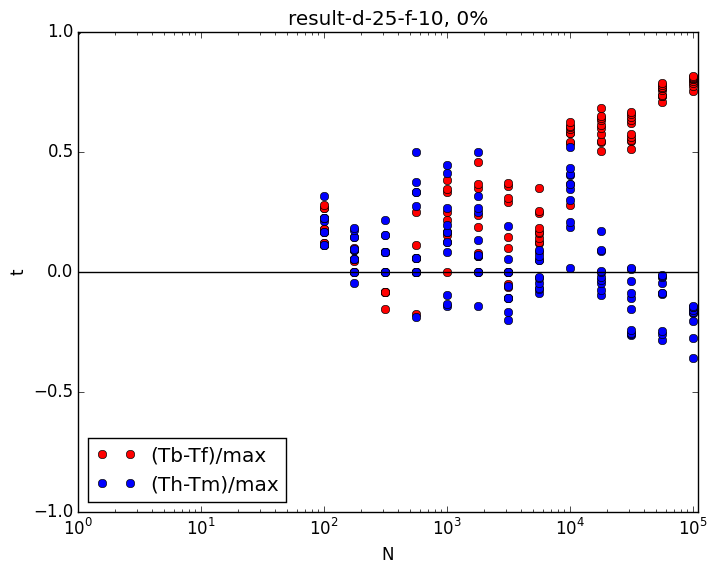 result-d-25-f-10, 0%
1.0
0.5
0.0
−0.5
−1.0
t
(Tb-Tf)/max
(Th-Tm)/max
10^0 10^1 10^2 10^3 10^4 10^5
N